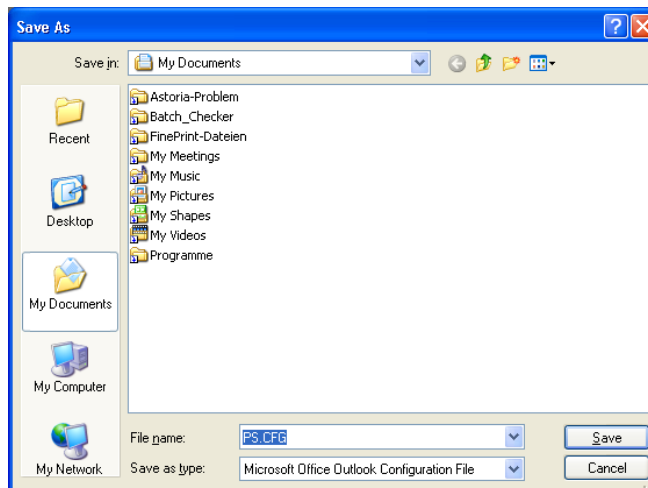 Save As
Save in: My Documents
Recent
Desktop
My Documents
My Computer
My Network
Astoria-Problem
Batch_Checker
FinePrint-Dateien
My Meetings
My Music
My Pictures
My Shapes
My Videos
Programme
File name: PS.CFG Save
Save as type: Microsoft Office Outlook Configuration File Cancel